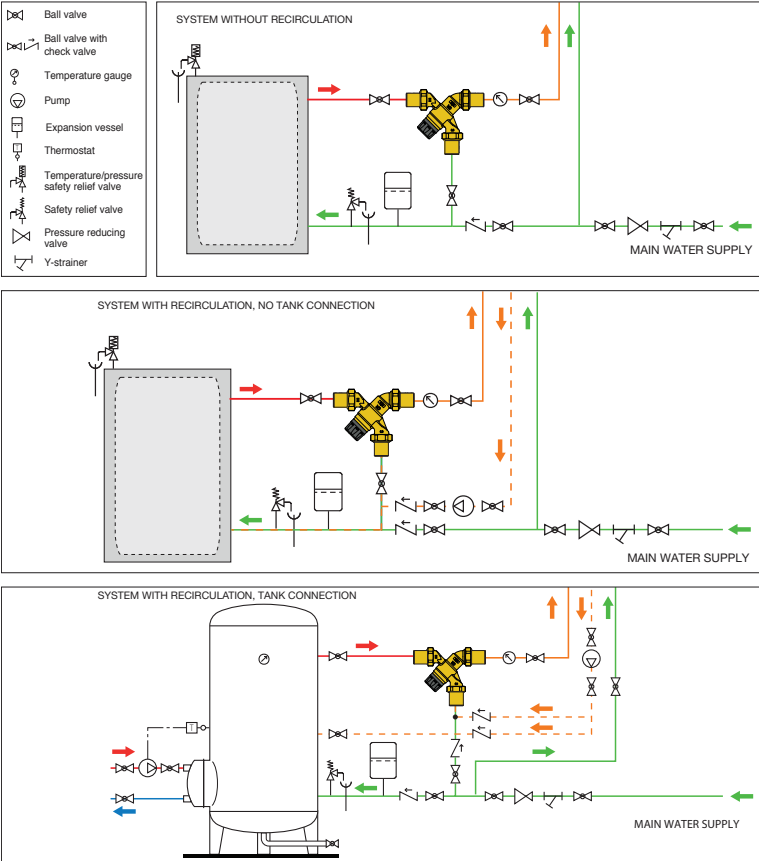 Ball valve
Ball valve with
check valve
Temperature gauge
Pump
Expansion vessel
Thermostat
Temperature/pressure
safety relief valve
Safety relief valve
Pressure reducing
valve
Y-strainer
SYSTEM WITHOUT RECIRCULATION
MAIN WATER SUPPLY
SYSTEM WITH RECIRCULATION, NO TANK CONNECTION
MAIN WATER SUPPLY
SYSTEM WITH RECIRCULATION, TANK CONNECTION
T
MAIN WATER SUPPLY